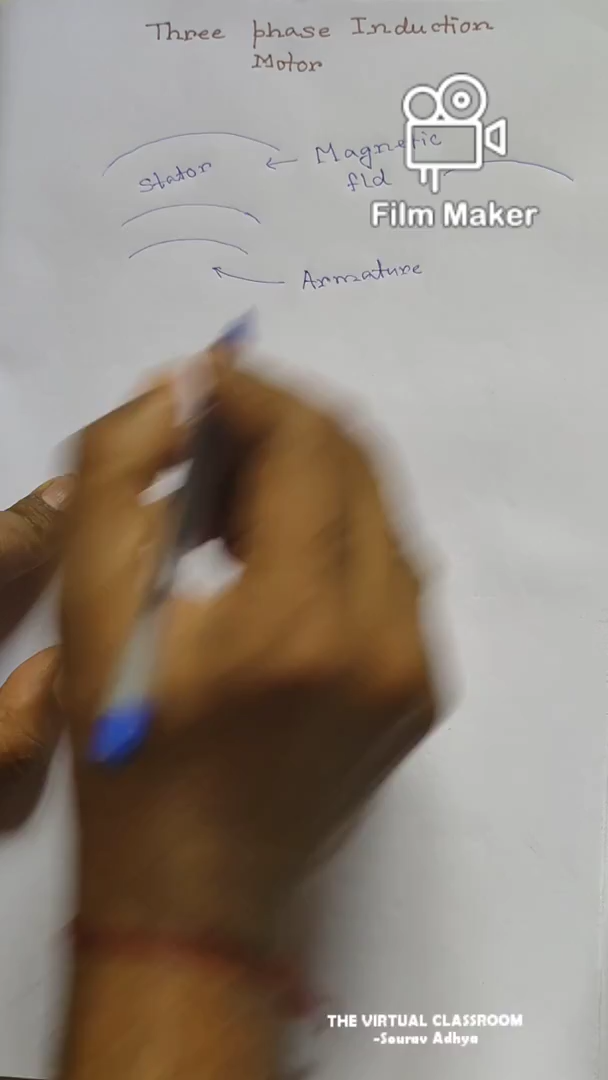 Three phase Induction
Motor
Stator
Magnetic
fld
Film Maker
Armature
THE VIRTUAL CLASSROOM
-Sourav Adhya